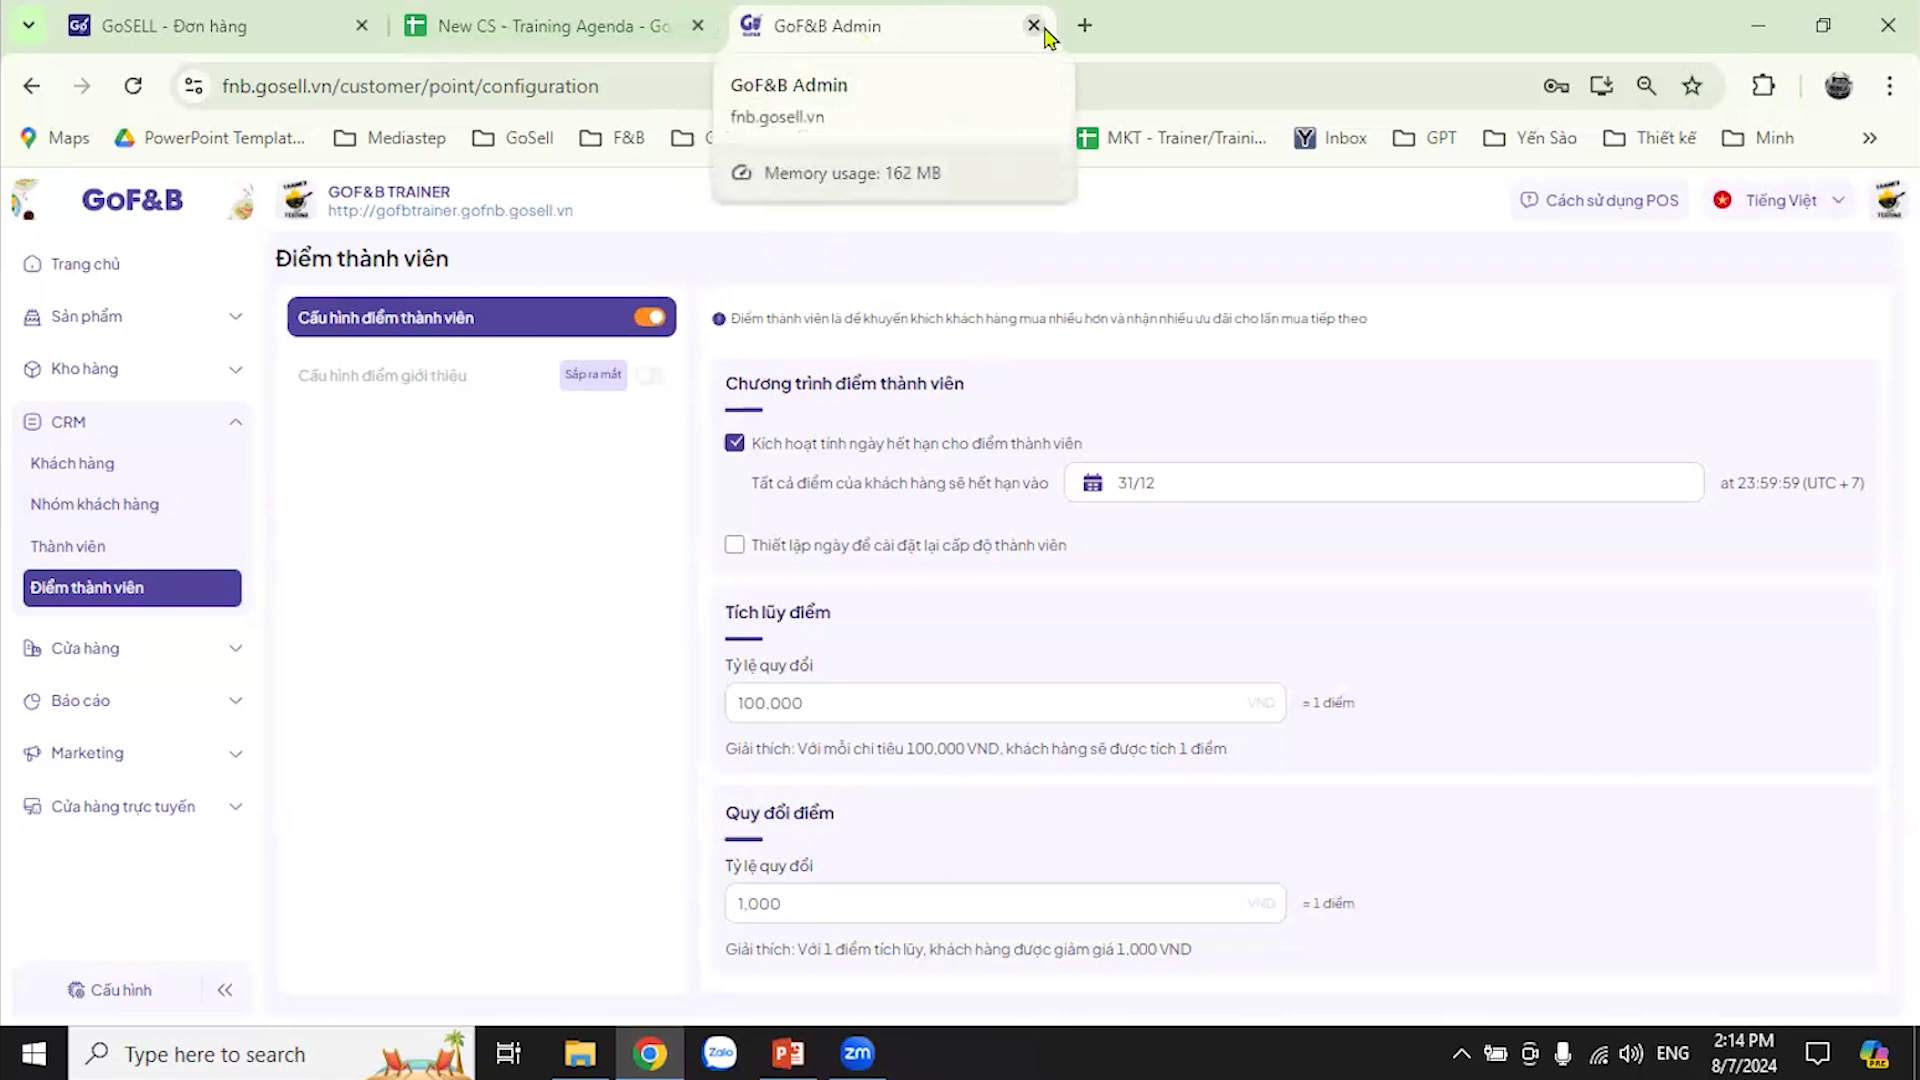 GoSELL - Đơn hàng
New CS - Training Agenda - Go
GoF&B Admin
fnb.gosell.vn/customer/point/configuration
GoF&B Admin
fnb.gosell.vn
Memory usage: 162 MB
Maps
PowerPoint Templat...
Mediastep
GoSell
F&B
MKT - Trainer/Traini...
Inbox
GPT
Yến Sào
Thiết kế
Minh
GoF&B
GOF&B TRAINER
http://gofbtrainer.gofnb.gosell.vn
Cách sử dụng POS
Tiếng Việt
Trang chủ
Sản phẩm
Kho hàng
CRM
Khách hàng
Nhóm khách hàng
Thành viên
Điểm thành viên
Cửa hàng
Báo cáo
Marketing
Cửa hàng trực tuyến
Cấu hình
Điểm thành viên
Cấu hình điểm thành viên
Cấu hình điểm giới thiệu
Sắp ra mắt
Điểm thành viên là để khuyến khích khách hàng mua nhiều hơn và nhận nhiều ưu đãi cho lần mua tiếp theo
Chương trình điểm thành viên
Kích hoạt tính ngày hết hạn cho điểm thành viên
Tất cả điểm của khách hàng sẽ hết hạn vào
31/12
at 23:59:59 (UTC + 7)
Thiết lập ngày để cài đặt lại cấp độ thành viên
Tích lũy điểm
Tỷ lệ quy đổi
100,000 VND = 1 điểm
Giải thích: Với mỗi chi tiêu 100,000 VND, khách hàng sẽ được tích 1 điểm
Quy đổi điểm
Tỷ lệ quy đổi
1,000 VND = 1 điểm
Giải thích: Với 1 điểm tích lũy, khách hàng được giảm giá 1,000 VND
Type here to search
Zalo
zm
ENG
2:14 PM
8/7/2024